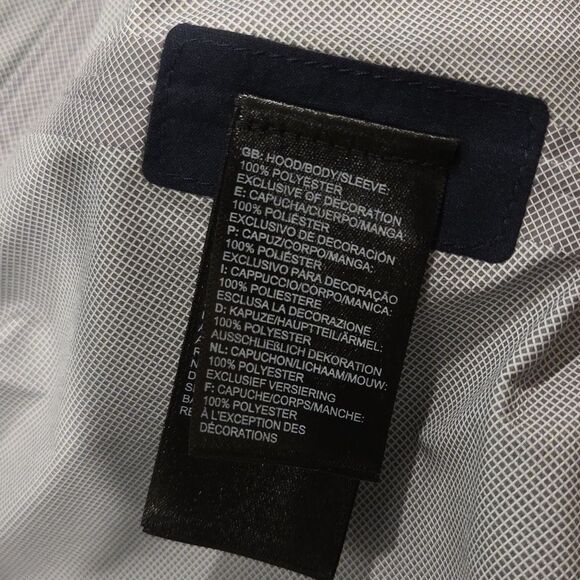 GB: HOOD/BODY/SLEEVE:
100% POLYESTER
EXCLUSIVE OF DECORATION
E: CAPUCHA/CUERPO/MANGA:
100% POLIÉSTER
EXCLUSIVO DE DECORACIÓN
P: CAPUZ/CORPO/MANGA:
100% POLIÉSTER
EXCLUSIVO PARA DECORAÇÃO
I: CAPPUCCIO/CORPO/MANICA:
100% POLIESTERE
ESCLUSA LA DECORAZIONE
D: KAPUZE/HAUPTTEIL/ÄRMEL:
100% POLYESTER
AUSSCHLIEßLICH DEKORATION
NL: CAPUCHON/LICHAAM/MOUW:
100% POLYESTER
EXCLUSIEF VERSIERING
F: CAPUCHE/CORPS/MANCHE:
100% POLYESTER
À L'EXCEPTION DES
DÉCORATIONS